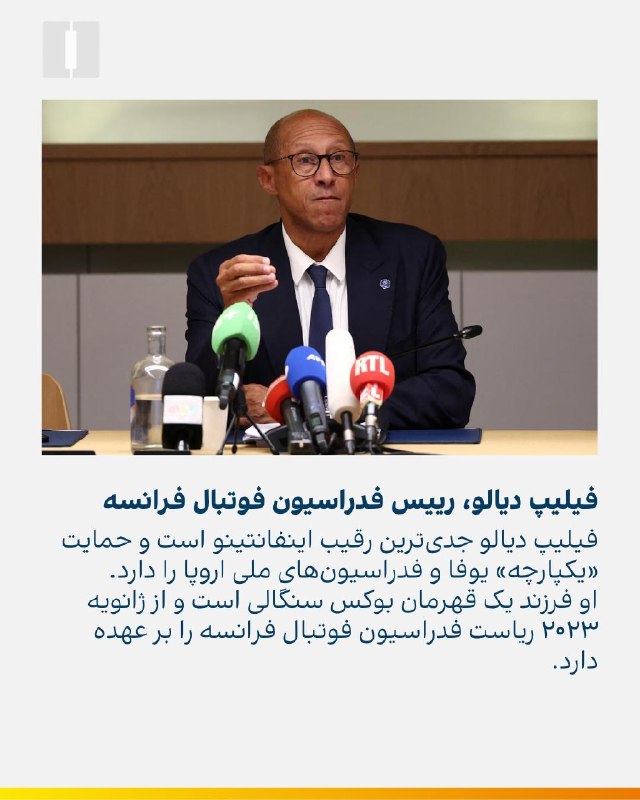 RTL
فیلیپ دیالو، رییس فدراسیون فوتبال فرانسه
فیلیپ دیالو جدی‌ترین رقیب اینفانتینو است و حمایت
«یکپارچه» یوفا و فدراسیون‌های ملی اروپا را دارد.
او فرزند یک قهرمان بوکس سنگالی است و از ژانویه
۲۰۲۳ ریاست فدراسیون فوتبال فرانسه را بر عهده
دارد.